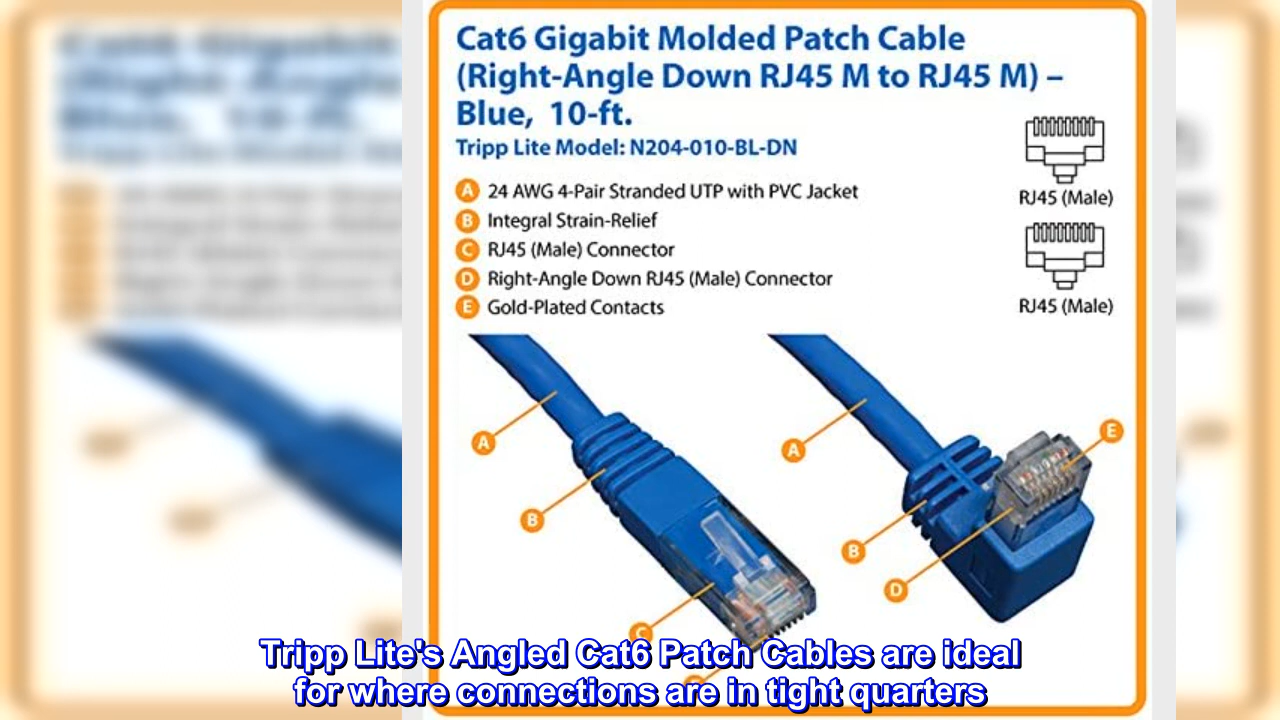 Cat6 Gigabit Molded Patch Cable
(Right-Angle Down RJ45 M to RJ45 M) –
Blue, 10-ft.
Tripp Lite Model: N204-010-BL-DN
A 24 AWG 4-Pair Stranded UTP with PVC Jacket
B Integral Strain-Relief
C RJ45 (Male) Connector
D Right-Angle Down RJ45 (Male) Connector
E Gold-Plated Contacts
RJ45 (Male)
RJ45 (Male)
A
B
C
A
B
D
E
Tripp Lite's Angled Cat6 Patch Cables are ideal
for where connections are in tight quarters